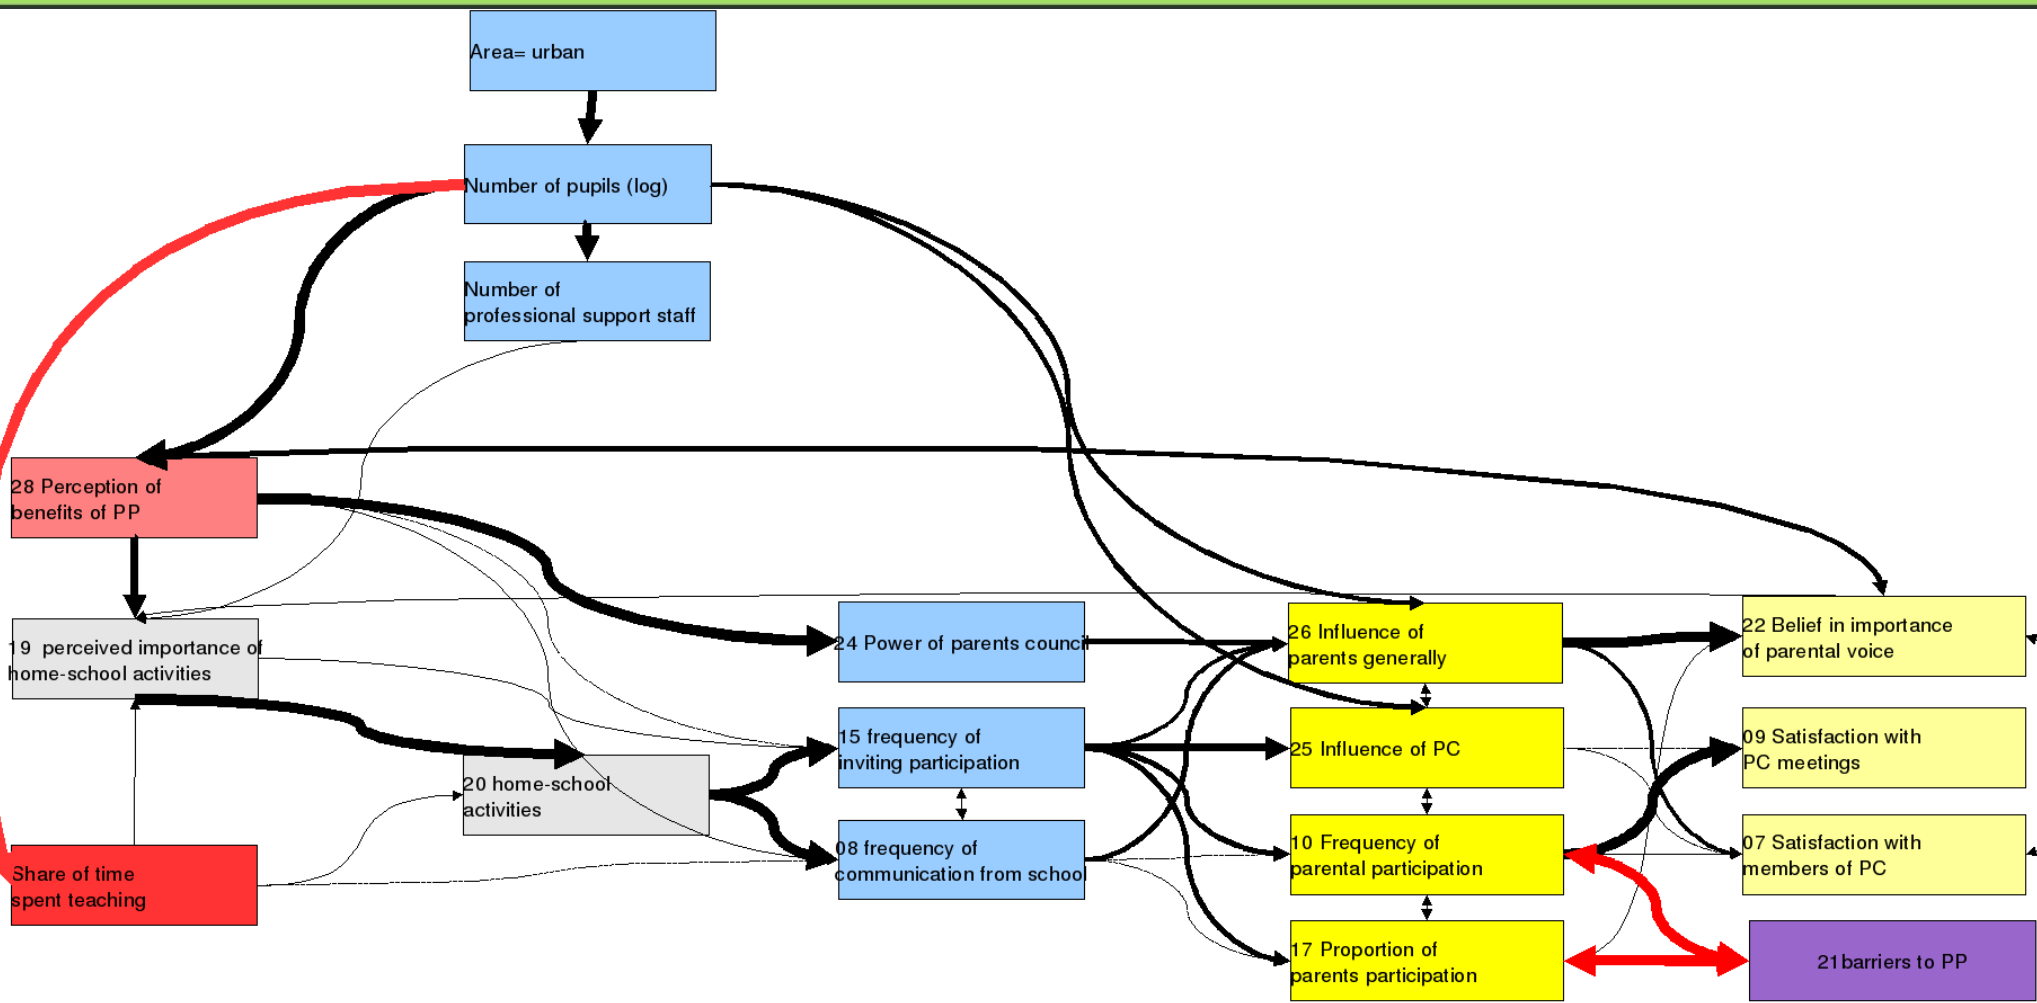 Area= urban
Number of pupils (log)
Number of
professional support staff
28 Perception of
benefits of PP
19  perceived importance of
home-school activities
20 home-school
activities
Share of time
spent teaching
24 Power of parents council
15 frequency of
inviting participation
08 frequency of
communication from school
26 Influence of
parents generally
25 Influence of PC
10 Frequency of
parental participation
17 Proportion of
parents participation
22 Belief in importance
of parental voice
09 Satisfaction with
PC meetings
07 Satisfaction with
members of PC
21barriers to PP